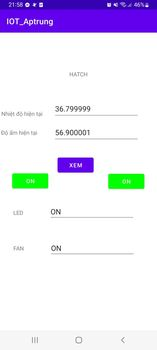 21:58
46%
IOT_Aptrung
HATCH
Nhiệt độ hiện tại 36.799999
Độ ẩm hiện tại 56.900001
XEM
ON ON
LED ON
FAN ON